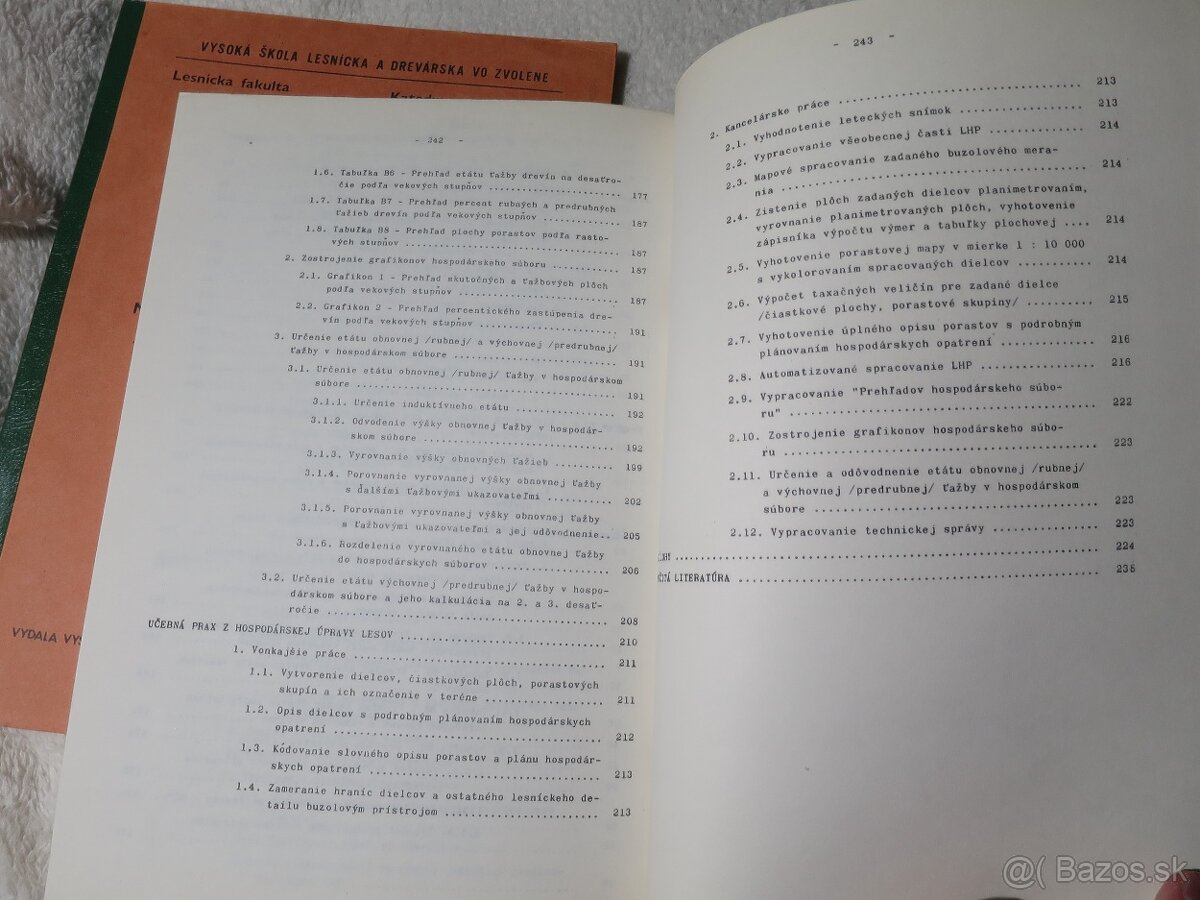 VYSOKÁ ŠKOLA LESNÍCKA A DREVÁRSKA VO ZVOLENE
Lesnícka fakulta
VYDALA
- 342 -
1.6. Tabuľka B6 - Prehľad etátu ťažby drevín na desaťro-
čie podľa vekových stupňov ..................... 177
1.7. Tabuľka B7 - Prehľad percent rubných a predrubných
ťažieb drevín podľa vekových stupňov ............ 187
1.8. Tabuľka B8 - Prehľad plochy porastov podľa rasto-
vých stupňov .................................... 187
2. Zostrojenie grafikonov hospodárskeho súboru ........... 187
2.1. Grafikon 1 - Prehľad skutočných a ťažbových plôch
podľa vekových stupňov .......................... 187
2.2. Grafikon 2 - Prehľad percentického zastúpenia dre-
vín podľa vekových stupňov ...................... 191
3. Určenie etátu obnovnej /rubnej/ a výchovnej /predrubnej/
ťažby v hospodárskom súbore .......................... 191
3.1. Určenie etátu obnovnej /rubnej/ ťažby v hospodárskom
súbore .......................................... 191
3.1.1. Určenie induktívneho etátu ................ 192
3.1.2. Odvodenie výšky obnovnej ťažby v hospodár-
skom súbore ............................... 192
3.1.3. Vyrovnanie výšky obnovných ťažieb ........... 199
3.1.4. Porovnanie vyrovnanej výšky obnovnej ťažby
s ďalšími ťažbovými ukazovateľmi .......... 202
3.1.5. Porovnanie vyrovnanej výšky obnovnej ťažby
s ťažbovými ukazovateľmi a jej odôvodnenie.. 205
3.1.6. Rozdelenie vyrovnaného etátu obnovnej ťažby
do hospodárskych súborov ................. 206
3.2. Určenie etátu výchovnej /predrubnej/ ťažby v hospo-
dárskom súbore a jeho kalkulácia na 2. a 3. desať-
ročie .......................................... 208
UČEBNÁ PRAX Z HOSPODÁRSKEJ ÚPRAVY LESOV .......................... 210
1. Vonkajšie práce ................................... 211
1.1. Vytvorenie dielcov, čiastkových plôch, porastových
skupín a ich označenie v teréne ................. 211
1.2. Opis dielcov s podrobným plánovaním hospodárskych
opatrení ........................................ 212
1.3. Kódovanie slovného opisu porastov a plánu hospodár-
skych opatrení .................................. 213
1.4. Zameranie hraníc dielcov a ostatného lesníckeho de-
tailu buzolovým prístrojom ...................... 213
- 243 -
2. Kancelárske práce ................................ 213
2.1. Vyhodnotenie leteckých snímok ................. 213
2.2. Vypracovanie všeobecnej časti LHP ............. 214
2.3. Mapové spracovanie zadaného buzolového mera-
nia ........................................... 214
2.4. Zistenie plôch zadaných dielcov planimetrovaním,
vyrovnanie planimetrovaných plôch, vyhotovenie
zápisníka výpočtu výmer a tabuľky plochovej .... 214
2.5. Vyhotovenie porastovej mapy v mierke 1 : 10 000
s vykolorovaním spracovaných dielcov .......... 214
2.6. Výpočet taxačných veličín pre zadané dielce
/čiastkové plochy, porastové skupiny/ ......... 215
2.7. Vyhotovenie úplného opisu porastov s podrobným
plánovaním hospodárskych opatrení ............. 216
2.8. Automatizované spracovanie LHP ................ 216
2.9. Vypracovanie "Prehľadov hospodárskeho súbo-
ru" ........................................... 222
2.10. Zostrojenie grafikonov hospodárskeho súbo-
ru ........................................... 223
2.11. Určenie a odôvodnenie etátu obnovnej /rubnej/
a výchovnej /predrubnej/ ťažby v hospodárskom
súbore ....................................... 223
2.12. Vypracovanie technickej správy ............... 223
........................................................ 224
LITERATÚRA ............................................. 238
@( Bazos.sk